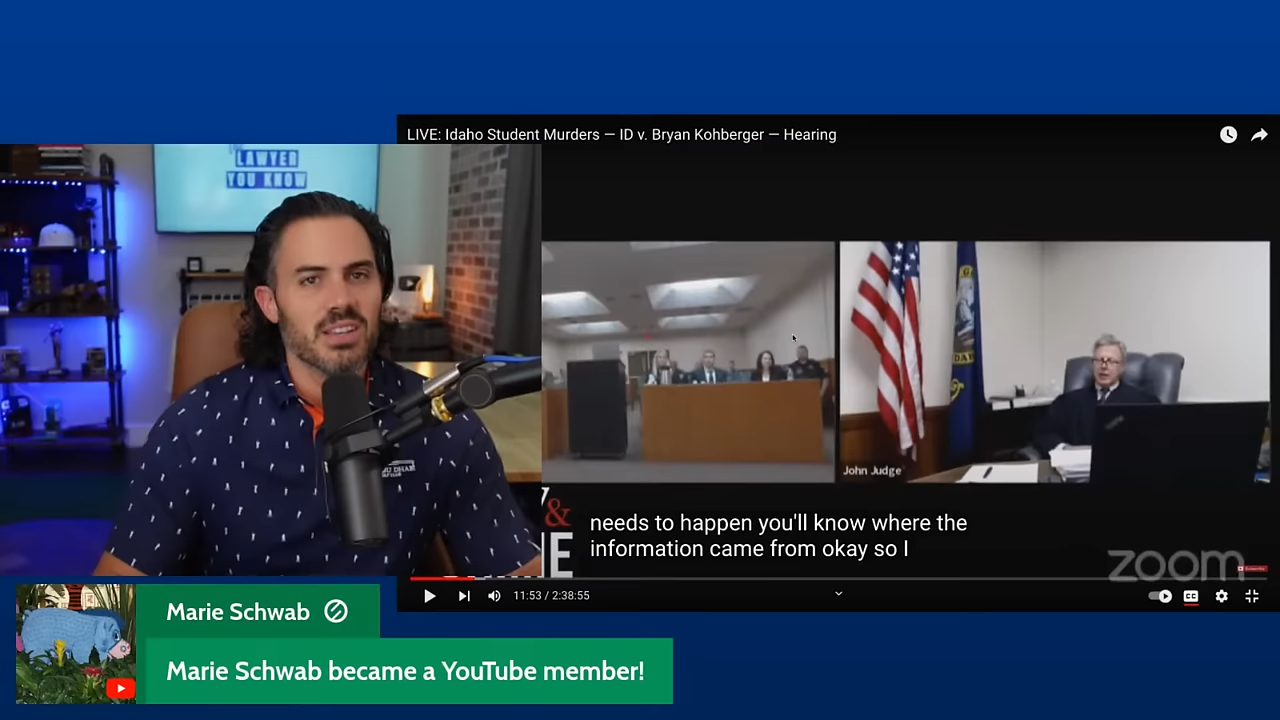 LIVE: Idaho Student Murders — ID v. Bryan Kohberger — Hearing
LAWYER
YOU KNOW
John Judge
needs to happen you'll know where the
information came from okay so I
&
zoom
11:53 / 2:38:55
CC
Marie Schwab
Marie Schwab became a YouTube member!